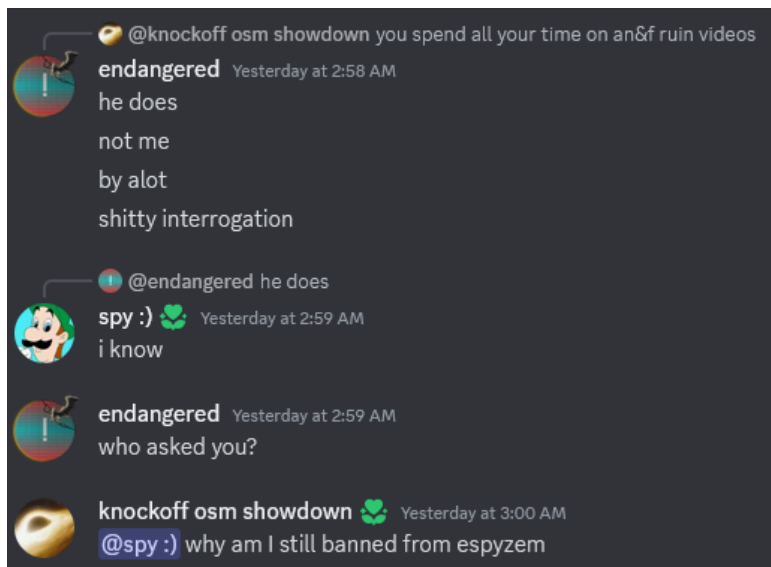 @knockoff osm showdown you spend all your time on an&f ruin videos
endangered Yesterday at 2:58 AM
he does
not me
by alot
shitty interrogation
@endangered he does
spy :) Yesterday at 2:59 AM
i know
endangered Yesterday at 2:59 AM
who asked you?
knockoff osm showdown Yesterday at 3:00 AM
@spy :) why am I still banned from espyzem